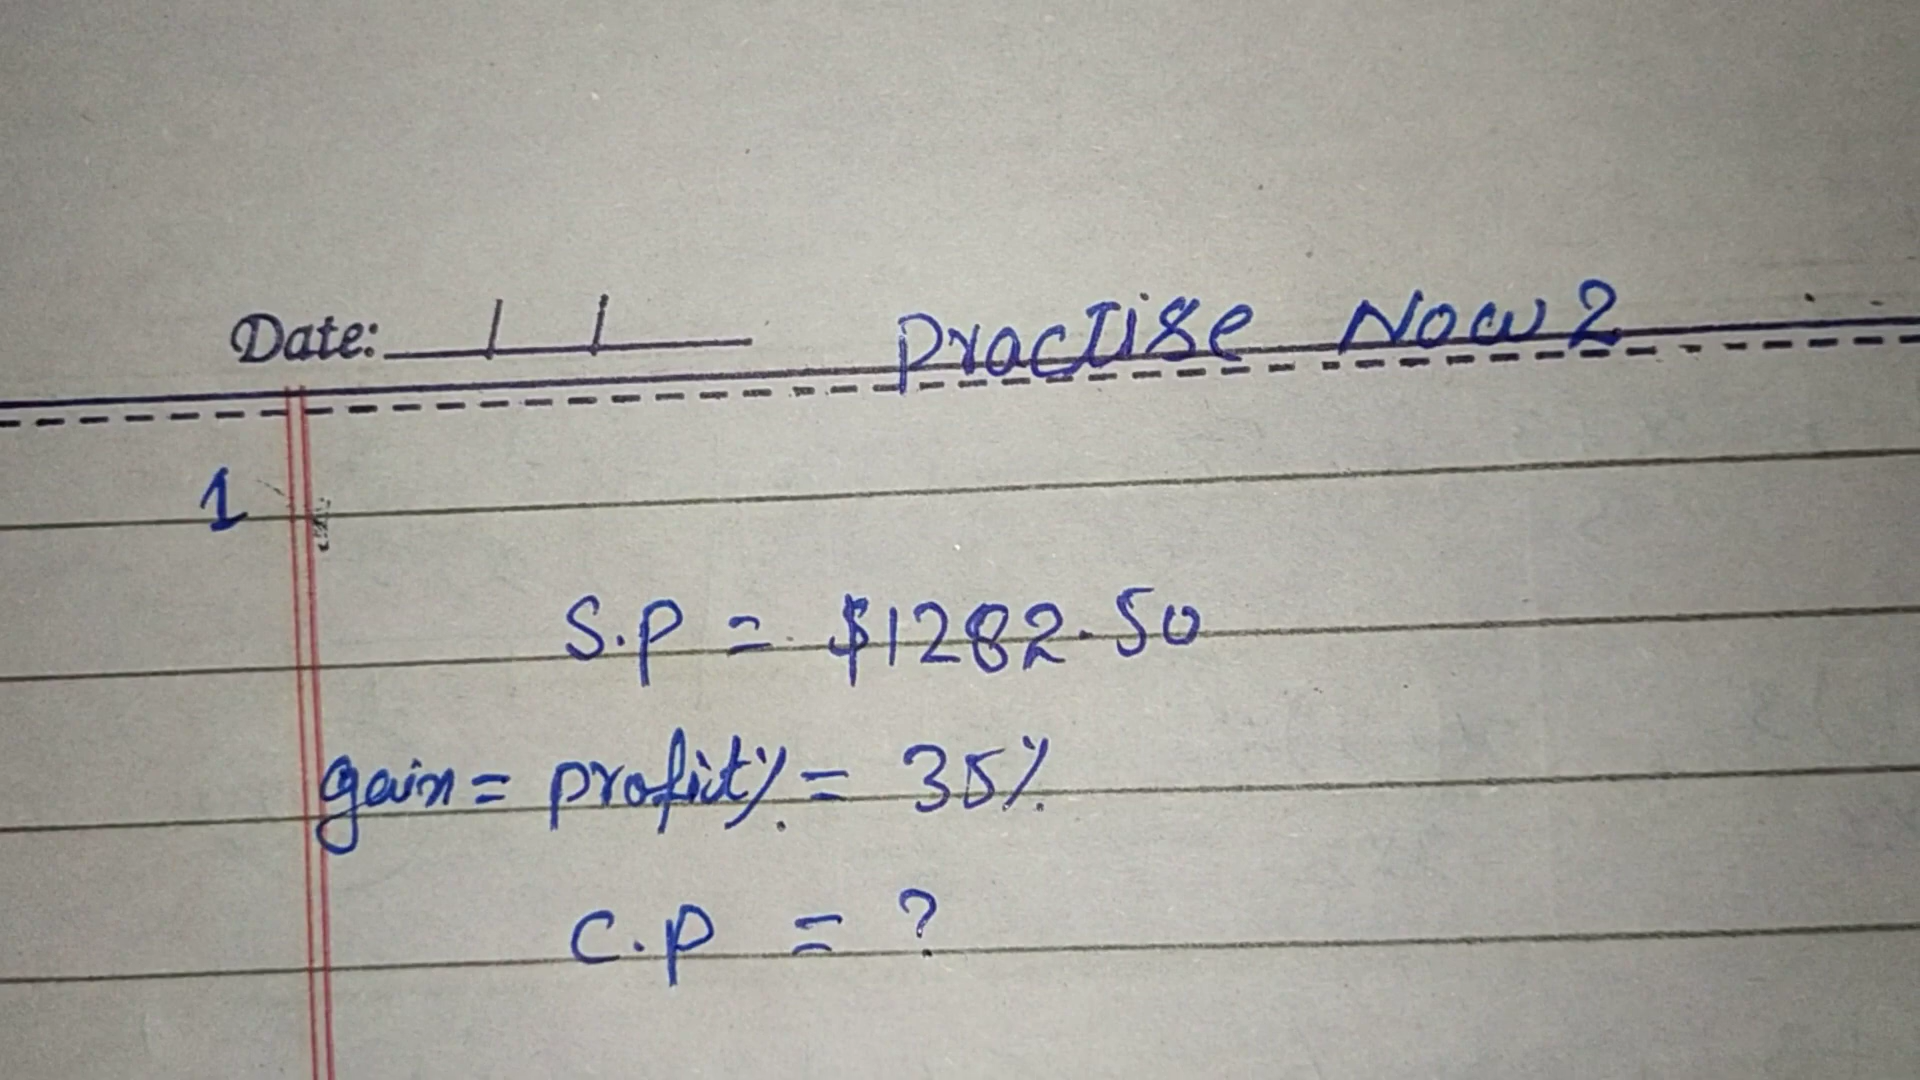 Date: / / Practise Now 2
1
S.P = $1282.50
gain = profit% = 35%
C.P = ?